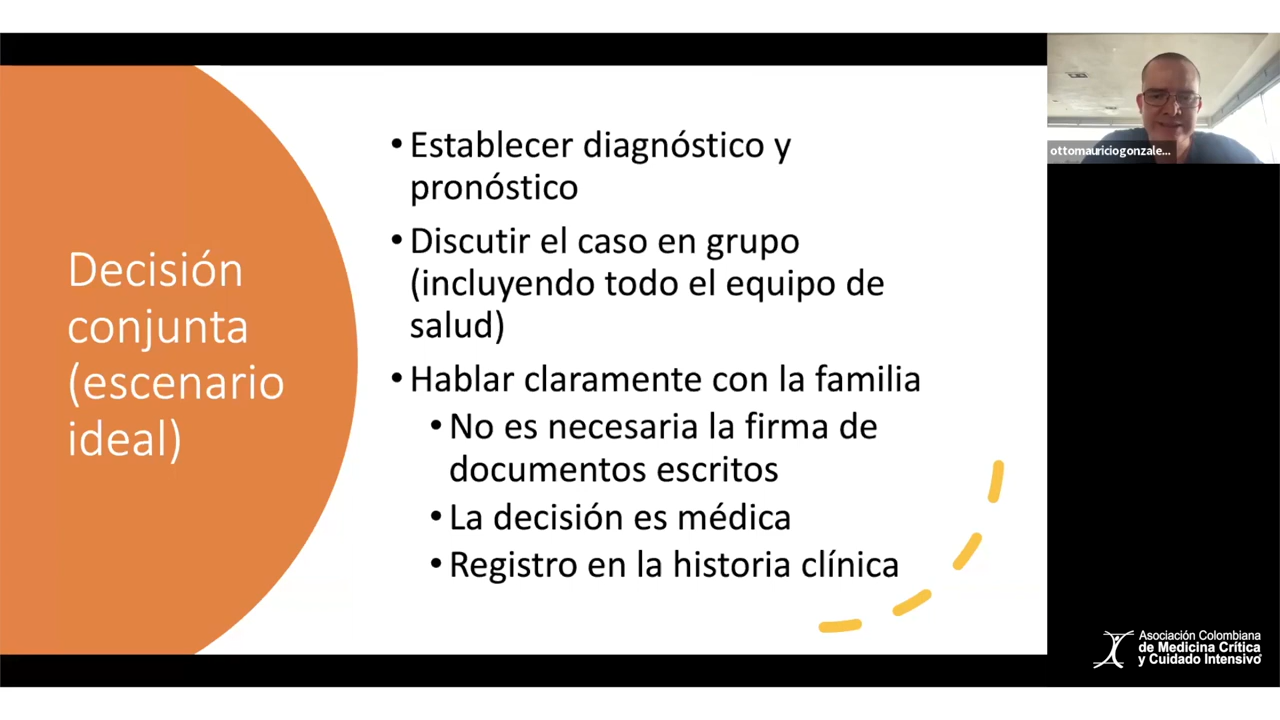 Decisión
conjunta
(escenario
ideal)
• Establecer diagnóstico y
pronóstico
• Discutir el caso en grupo
(incluyendo todo el equipo de
salud)
• Hablar claramente con la familia
• No es necesaria la firma de
documentos escritos
• La decisión es médica
• Registro en la historia clínica
ottomauriciogonzale...
Asociación Colombiana
de Medicina Crítica
y Cuidado Intensivo